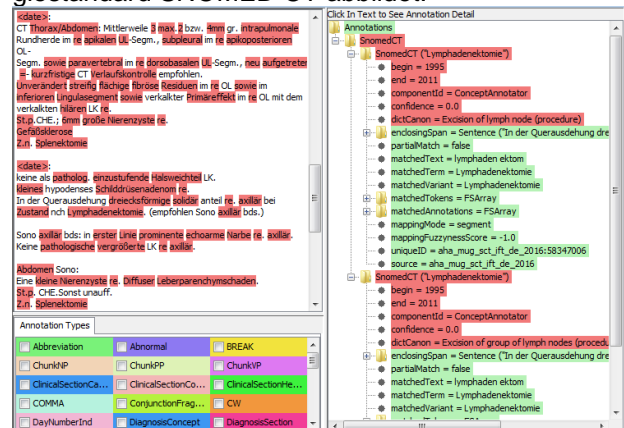 gicstandard SNOMED CT abbildet.
<date>:
CT Thorax/Abdomen: Mittlerweile 3 max.2 bzw. 4mm gr. intrapulmonale
Rundherde im re apikalen UL-Segm., subpleural im re apikoposterioren
OL-
Segm. sowie paravertebral im re dorsobasalen UL-Segm., neu aufgetreten
=- kurzfristige CT Verlaufskontrolle empfohlen.
Unverändert streifig flächige fibröse Residuen im re OL sowie im
inferioren Lingulasegment sowie verkalkter Primäreffekt im re OL mit dem
verkalkten hilären LK re.
St.p.CHE.; 6mm große Nierenzyste re.
Gefäßsklerose
Z.n. Splenektomie
<date>:
keine als patholog. einzustufende Halsweichteil LK.
kleines hypodenses Schilddrüsenadenom re.
In der Querausdehung dreiecksförmige solidär anteil re. axillär bei
Zustand nch Lymphadenektomie. (empfohlen Sono axillär bds.)
Sono axillär bds: in erster Linie prominente echoarme Narbe re. axillär.
Keine pathologische vergrößerte LK re axillär.
Abdomen Sono:
Eine kleine Nierenzyste re. Diffuser Leberparenchymschaden.
St.p. CHE.Sonst unauff.
Z.n. Splenektomie
Annotation Types
Abbreviation Abnormal BREAK
ChunkNP ChunkPP ChunkVP
ClinicalSectionCa... ClinicalSectionCo... ClinicalSectionHe...
COMMA ConjunctionFrag... CW
DayNumberInd DiagnosisConcept DiagnosisSection
Click In Text to See Annotation Detail
Annotations
SnomedCT
SnomedCT ("Lymphadenektomie")
begin = 1995
end = 2011
componentId = ConceptAnnotator
confidence = 0.0
dictCanon = Excision of lymph node (procedure)
enclosingSpan = Sentence ("In der Querausdehung dre
partialMatch = false
matchedText = lymphaden ektom
matchedTerm = Lymphadenektomie
matchedVariant = Lymphadenektomie
matchedTokens = FSArray
matchedAnnotations = FSArray
mappingMode = segment
mappingFuzzynessScore = -1.0
uniqueID = aha_mug_sct_ift_de_2016:58347006
source = aha_mug_sct_ift_de_2016
SnomedCT ("Lymphadenektomie")
begin = 1995
end = 2011
componentId = ConceptAnnotator
confidence = 0.0
dictCanon = Excision of group of lymph nodes (procedu
enclosingSpan = Sentence ("In der Querausdehung dre
partialMatch = false
matchedText = lymphaden ektom
matchedTerm = Lymphadenektomie
matchedVariant = Lymphadenektomie